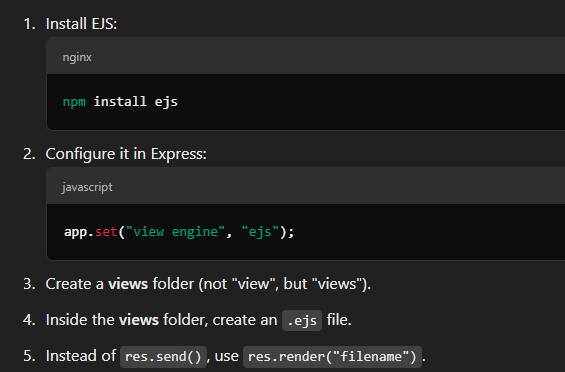 1. Install EJS:
nginx
npm install ejs
2. Configure it in Express:
javascript
app.set("view engine", "ejs");
3. Create a views folder (not "view", but "views").
4. Inside the views folder, create an .ejs file.
5. Instead of res.send(), use res.render("filename").